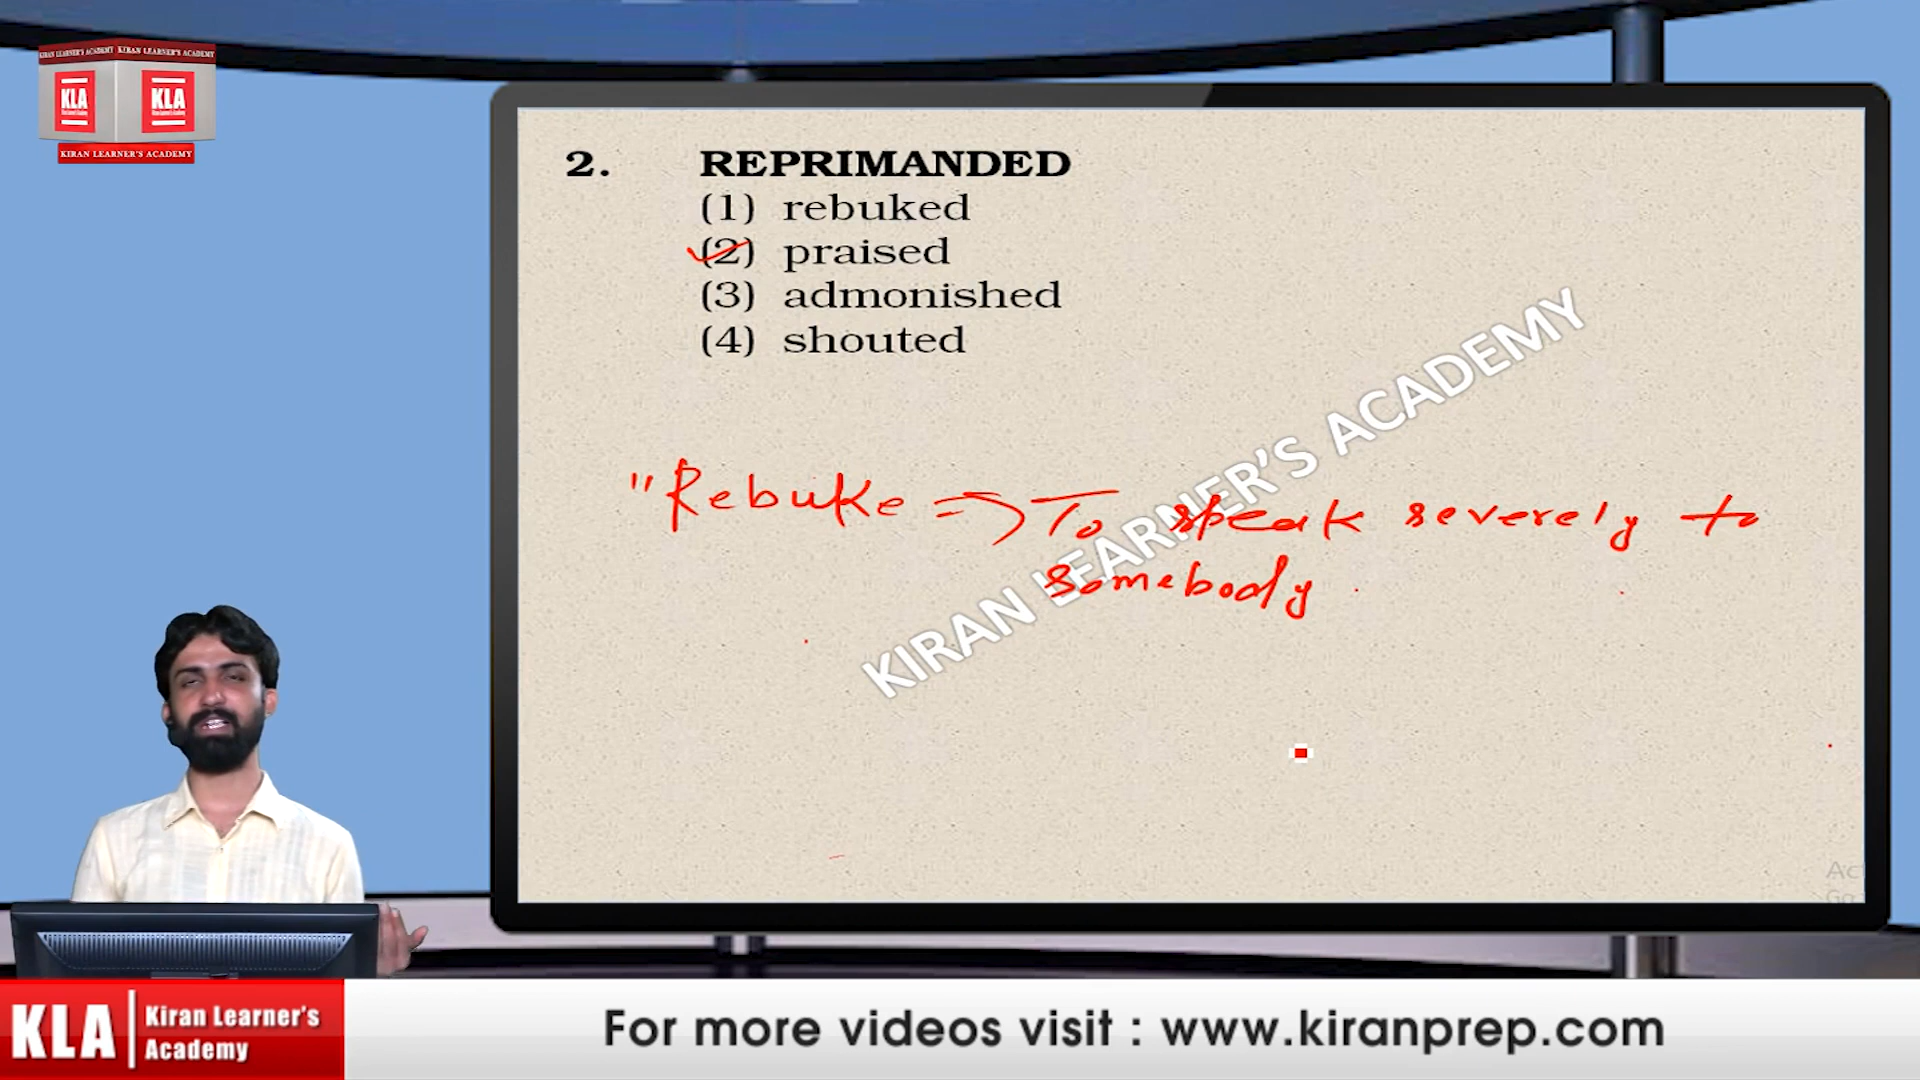 KIRAN LEARNER'S ACADEMY KIRAN LEARNER'S ACADEMY
KLA KLA
KIRAN LEARNER'S ACADEMY
2. REPRIMANDED
(1) rebuked
(2) praised
(3) admonished
(4) shouted
"Rebuke => To speak severely to
somebody
KIRAN LEARNER'S ACADEMY
KLA Kiran Learner's
Academy
For more videos visit : www.kiranprep.com